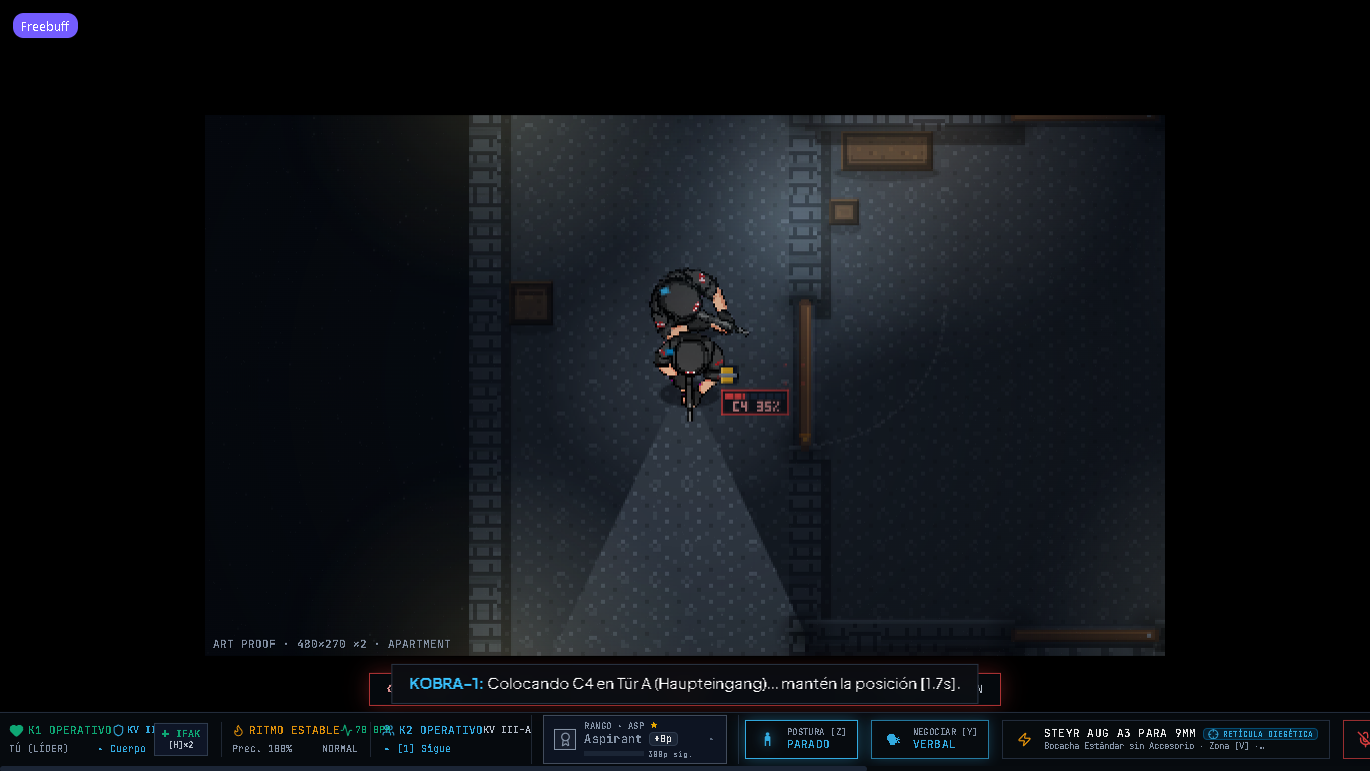 Freebuff
C4 35%
ART PROOF · 480×270 ×2 · APARTMENT
KOBRA-1: Colocando C4 en Tür A (Haupteingang)... mantén la posición [1.7s].
K1 OPERATIVO
TÚ (LÍDER)
Cuerpo
+ IFAK
[H]×2
RITMO ESTABLE
Prec. 100%
NORMAL
K2 OPERATIVO
KV III-A
[1] Sigue
RANGO · ASP ★
Aspirant +0p
300p sig.
POSTURA [Z]
PARADO
NEGOCIAR [Y]
VERBAL
STEYR AUG A3 PARA 9MM
RETÍCULA DIEGÉTICA
Bocacha Estándar sin Accesorio · Zona [V] ·…